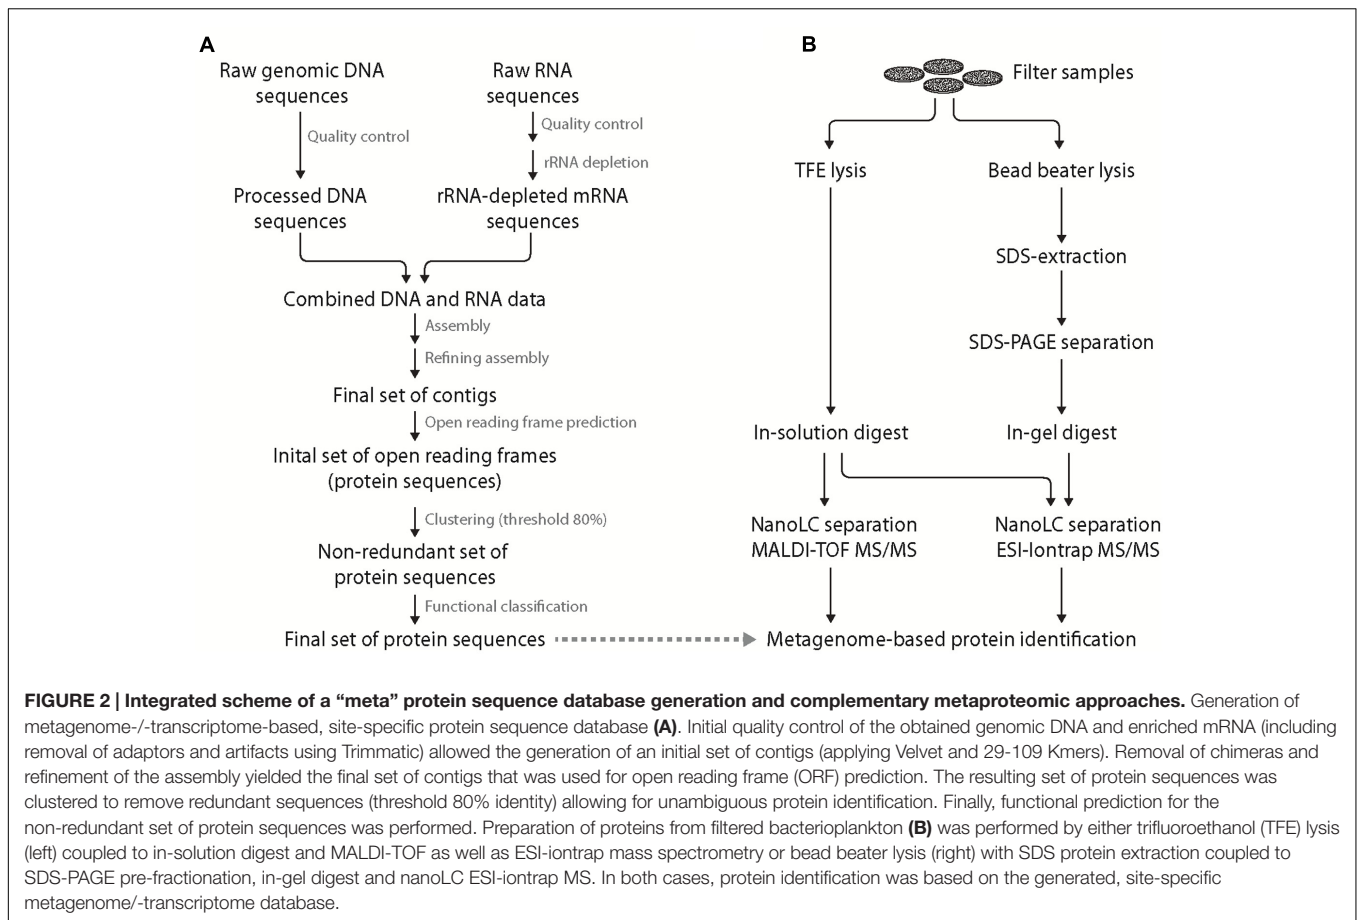 A
Raw genomic DNA
sequences
Raw RNA
sequences
Quality control
Quality control
rRNA depletion
Processed DNA
sequences
rRNA-depleted mRNA
sequences
Combined DNA and RNA data
Assembly
Refining assembly
Final set of contigs
Open reading frame prediction
Inital set of open reading frames
(protein sequences)
Clustering (threshold 80%)
Non-redundant set of
protein sequences
Functional classification
Final set of protein sequences
B
Filter samples
TFE lysis
Bead beater lysis
SDS-extraction
SDS-PAGE separation
In-solution digest
In-gel digest
NanoLC separation
MALDI-TOF MS/MS
NanoLC separation
ESI-Iontrap MS/MS
Metagenome-based protein identification
FIGURE 2 | Integrated scheme of a “meta” protein sequence database generation and complementary metaproteomic approaches. Generation of
metagenome-/-transcriptome-based, site-specific protein sequence database (A). Initial quality control of the obtained genomic DNA and enriched mRNA (including
removal of adaptors and artifacts using Trimmatic) allowed the generation of an initial set of contigs (applying Velvet and 29-109 Kmers). Removal of chimeras and
refinement of the assembly yielded the final set of contigs that was used for open reading frame (ORF) prediction. The resulting set of protein sequences was
clustered to remove redundant sequences (threshold 80% identity) allowing for unambiguous protein identification. Finally, functional prediction for the
non-redundant set of protein sequences was performed. Preparation of proteins from filtered bacterioplankton (B) was performed by either trifluoroethanol (TFE) lysis
(left) coupled to in-solution digest and MALDI-TOF as well as ESI-iontrap mass spectrometry or bead beater lysis (right) with SDS protein extraction coupled to
SDS-PAGE pre-fractionation, in-gel digest and nanoLC ESI-iontrap MS. In both cases, protein identification was based on the generated, site-specific
metagenome/-transcriptome database.